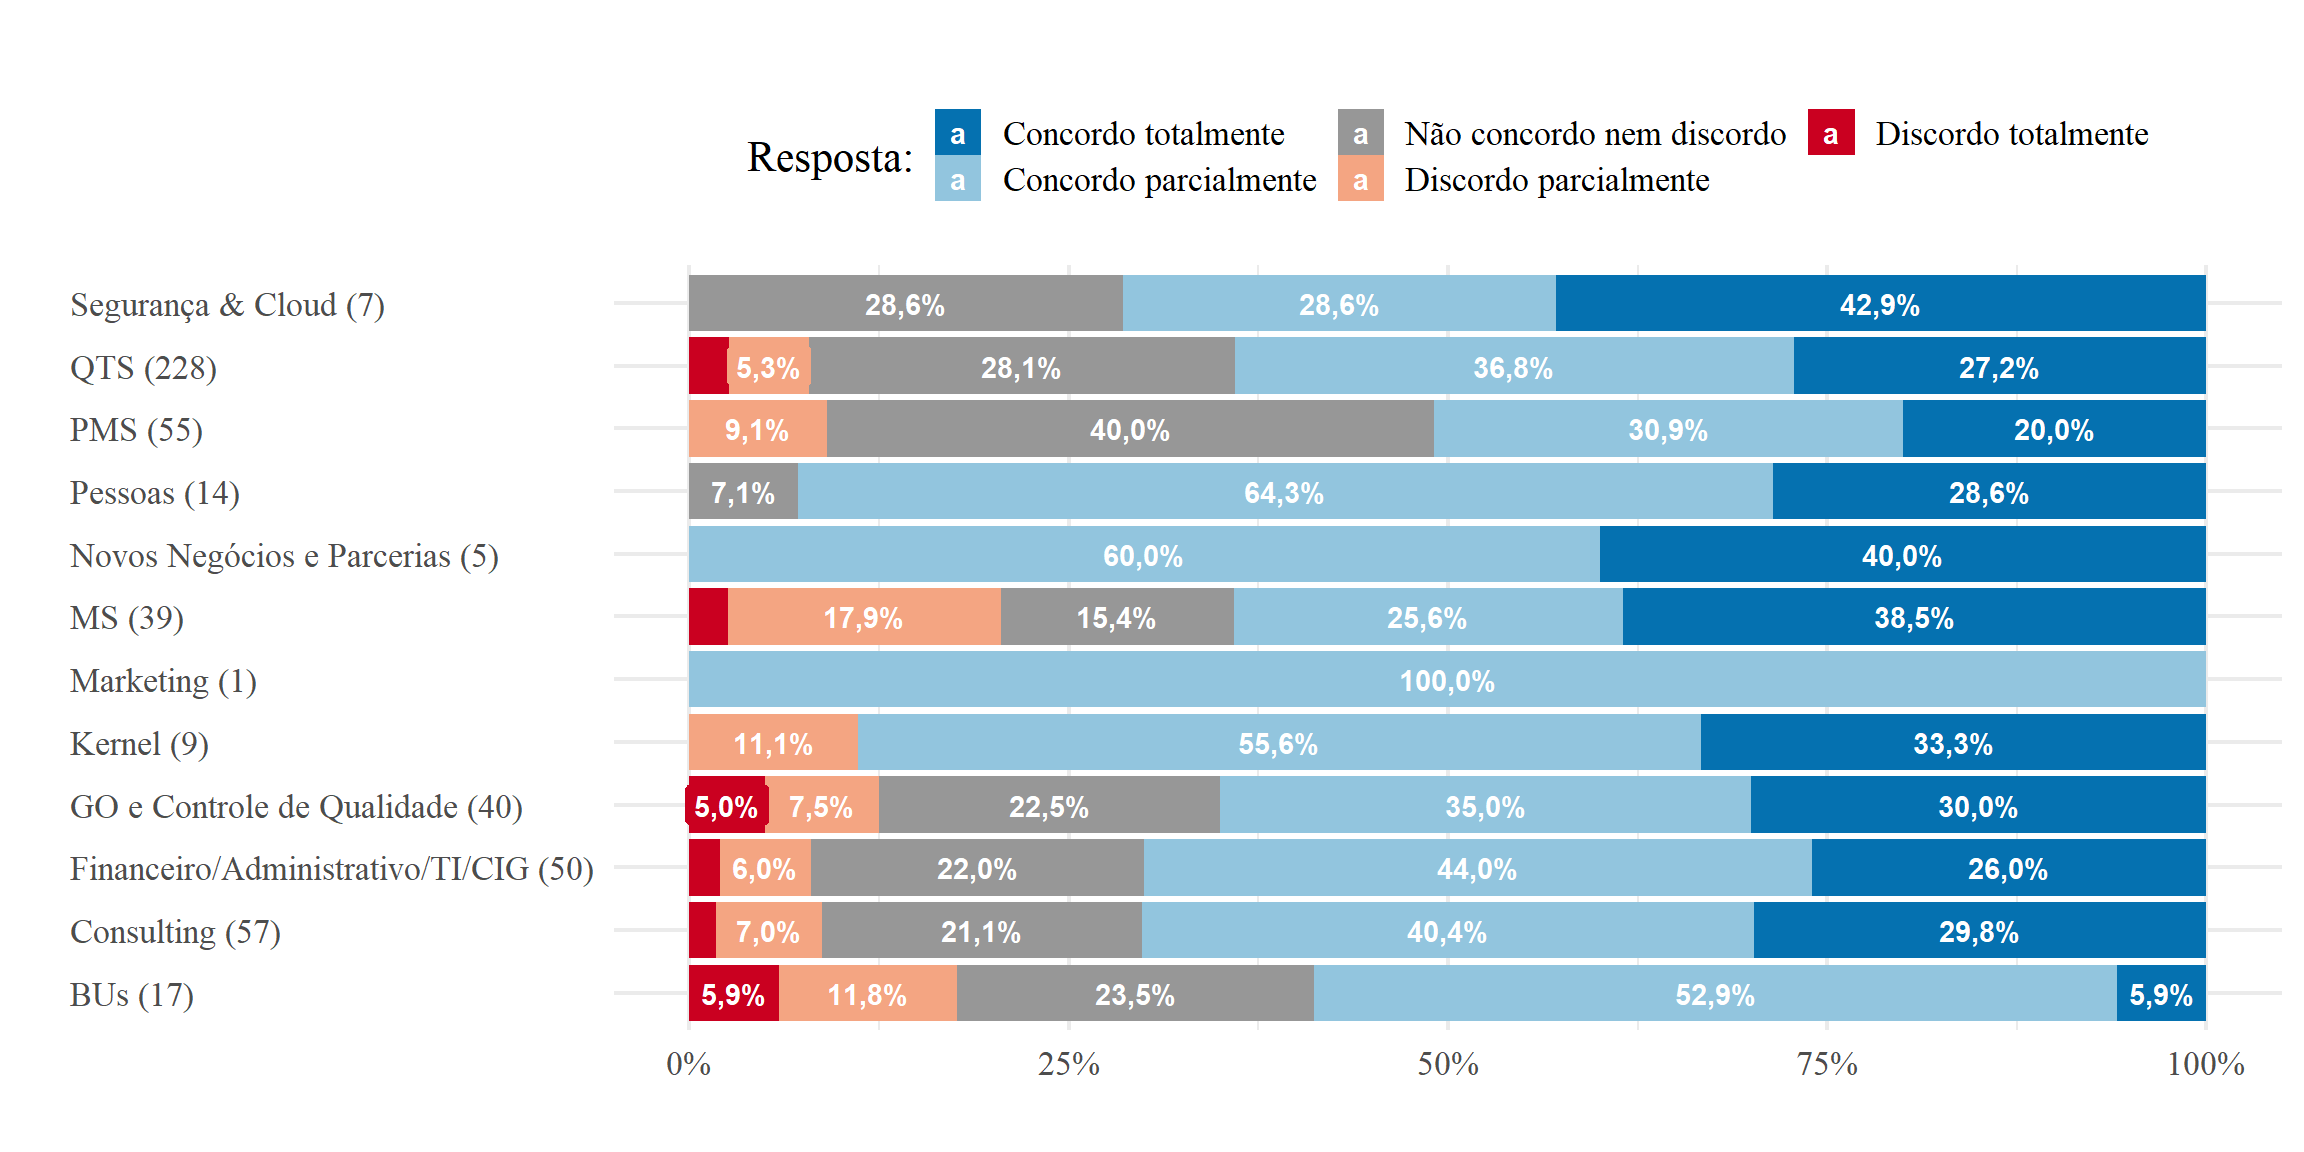 Resposta:
a Concordo totalmente
a Concordo parcialmente
a Não concordo nem discordo
a Discordo parcialmente
a Discordo totalmente
Segurança & Cloud (7) 28,6% 28,6% 42,9%
QTS (228) 5,3% 28,1% 36,8% 27,2%
PMS (55) 9,1% 40,0% 30,9% 20,0%
Pessoas (14) 7,1% 64,3% 28,6%
Novos Negócios e Parcerias (5) 60,0% 40,0%
MS (39) 17,9% 15,4% 25,6% 38,5%
Marketing (1) 100,0%
Kernel (9) 11,1% 55,6% 33,3%
GO e Controle de Qualidade (40) 5,0% 7,5% 22,5% 35,0% 30,0%
Financeiro/Administrativo/TI/CIG (50) 6,0% 22,0% 44,0% 26,0%
Consulting (57) 7,0% 21,1% 40,4% 29,8%
BUs (17) 5,9% 11,8% 23,5% 52,9% 5,9%
0% 25% 50% 75% 100%